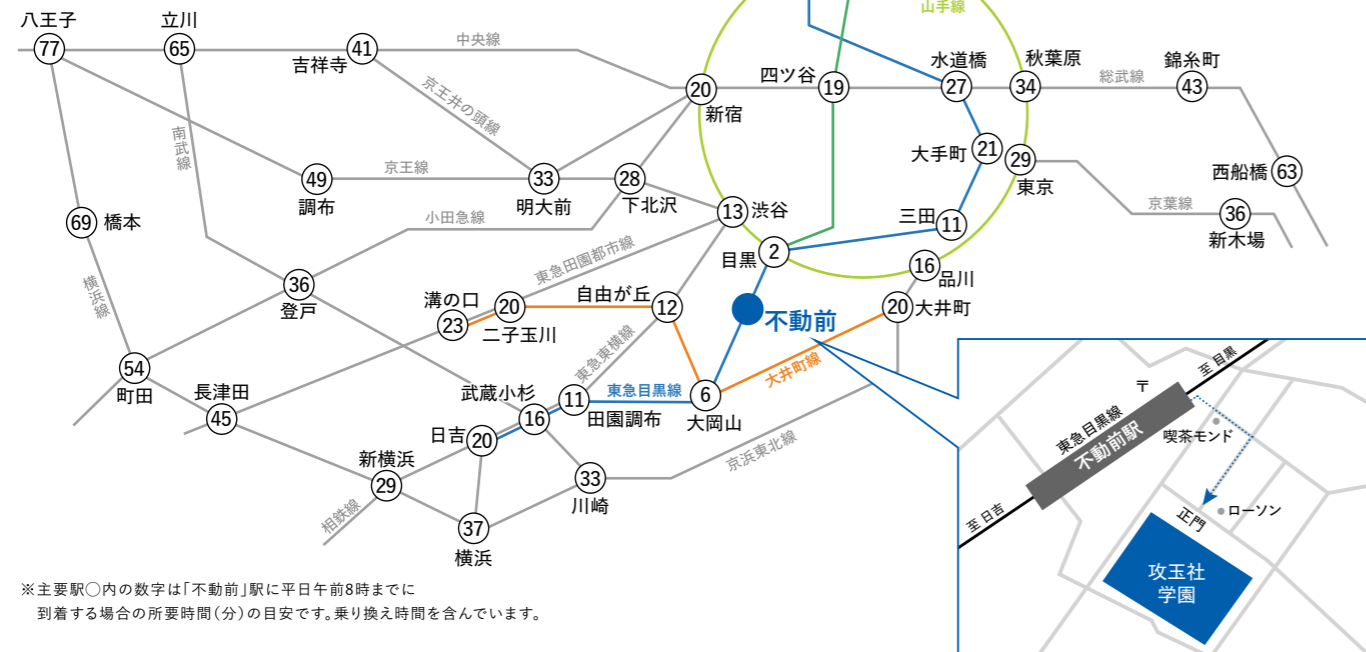 山手線
八王子
77
立川
65
吉祥寺
41
中央線
新宿
20
四ツ谷
19
水道橋
27
秋葉原
34
総武線
錦糸町
43
京王井の頭線
南武線
大手町
21
東京
29
西船橋
63
調布
49
京王線
明大前
33
下北沢
28
橋本
69
小田急線
渋谷
13
三田
11
京葉線
新木場
36
目黒
2
品川
16
東急田園都市線
横浜線
登戸
36
溝の口
23
二子玉川
20
自由が丘
12
不動前
大井町
20
東急東横線
大井町線
町田
54
長津田
45
武蔵小杉
16
田園調布
11
東急目黒線
大岡山
6
日吉
20
京浜東北線
新横浜
29
川崎
33
相鉄線
横浜
37
至 目黒
〒
東急目黒線
不動前駅
喫茶モンド
至 日吉
正門
ローソン
攻玉社
学園
※主要駅◯内の数字は「不動前」駅に平日午前8時までに
到着する場合の所要時間（分）の目安です。乗り換え時間を含んでいます。